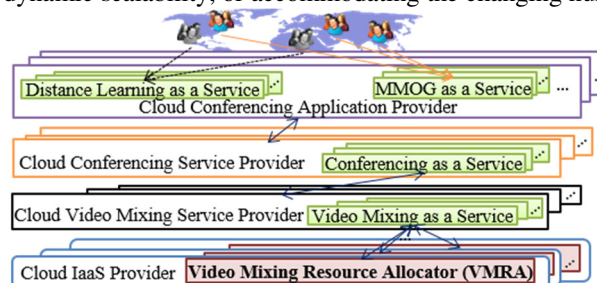 dynamic scalability, or accommodating the changing
Distance Learning as a Service
MMOG as a Service
...
Cloud Conferencing Application Provider
Cloud Conferencing Service Provider
Conferencing as a Service
Cloud Video Mixing Service Provider
Video Mixing as a Service
...
Cloud IaaS Provider
Video Mixing Resource Allocator (VMRA)